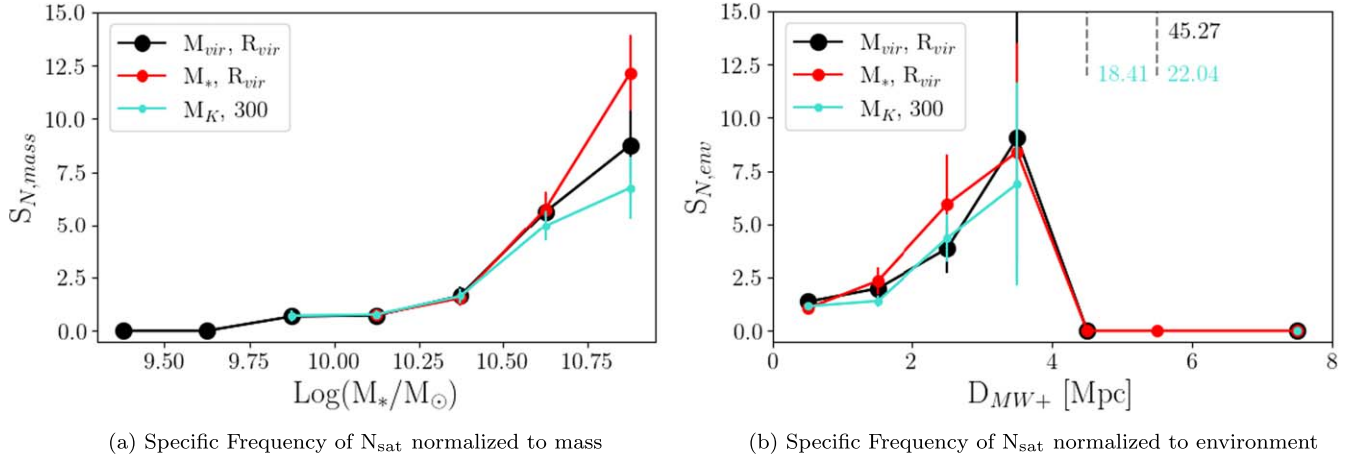 15.0
12.5
10.0
7.5
5.0
2.5
0.0
S_{N,mass}
M_{vir}, R_{vir}
M_*, R_{vir}
M_K, 300
9.50 9.75 10.00 10.25 10.50 10.75
Log(M_*/M_⊙)
(a) Specific Frequency of N_{sat} normalized to mass
15.0
12.5
10.0
7.5
5.0
2.5
0.0
S_{N,env}
M_{vir}, R_{vir}
M_*, R_{vir}
M_K, 300
45.27
18.41 22.04
0 2 4 6 8
D_{MW+} [Mpc]
(b) Specific Frequency of N_{sat} normalized to environment